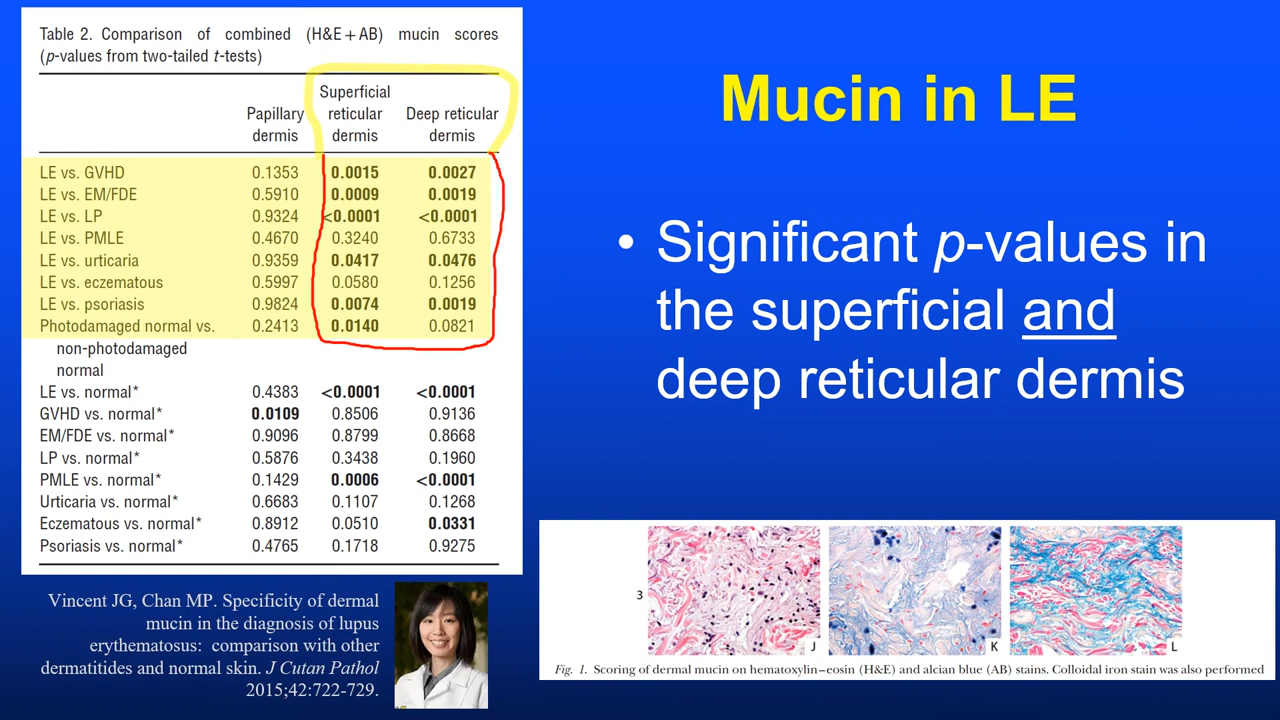 Table 2. Comparison of combined (H&E + AB) mucin scores
(p-values from two-tailed t-tests)
Papillary dermis Superficial reticular dermis Deep reticular dermis
LE vs. GVHD 0.1353 0.0015 0.0027
LE vs. EM/FDE 0.5910 0.0009 0.0019
LE vs. LP 0.9324 <0.0001 <0.0001
LE vs. PMLE 0.4670 0.3240 0.6733
LE vs. urticaria 0.9359 0.0417 0.0476
LE vs. eczematous 0.5997 0.0580 0.1256
LE vs. psoriasis 0.9824 0.0074 0.0019
Photodamaged normal vs. 0.2413 0.0140 0.0821
non-photodamaged
normal
LE vs. normal* 0.4383 <0.0001 <0.0001
GVHD vs. normal* 0.0109 0.8506 0.9136
EM/FDE vs. normal* 0.9096 0.8799 0.8668
LP vs. normal* 0.5876 0.3438 0.1960
PMLE vs. normal* 0.1429 0.0006 <0.0001
Urticaria vs. normal* 0.6683 0.1107 0.1268
Eczematous vs. normal* 0.8912 0.0510 0.0331
Psoriasis vs. normal* 0.4765 0.1718 0.9275
Vincent JG, Chan MP. Specificity of dermal
mucin in the diagnosis of lupus
erythematosus: comparison with other
dermatitides and normal skin. J Cutan Pathol
2015;42:722-729.
Mucin in LE
• Significant p-values in
the superficial and
deep reticular dermis
3
J K L
Fig. 1. Scoring of dermal mucin on hematoxylin–eosin (H&E) and alcian blue (AB) stains. Colloidal iron stain was also performed